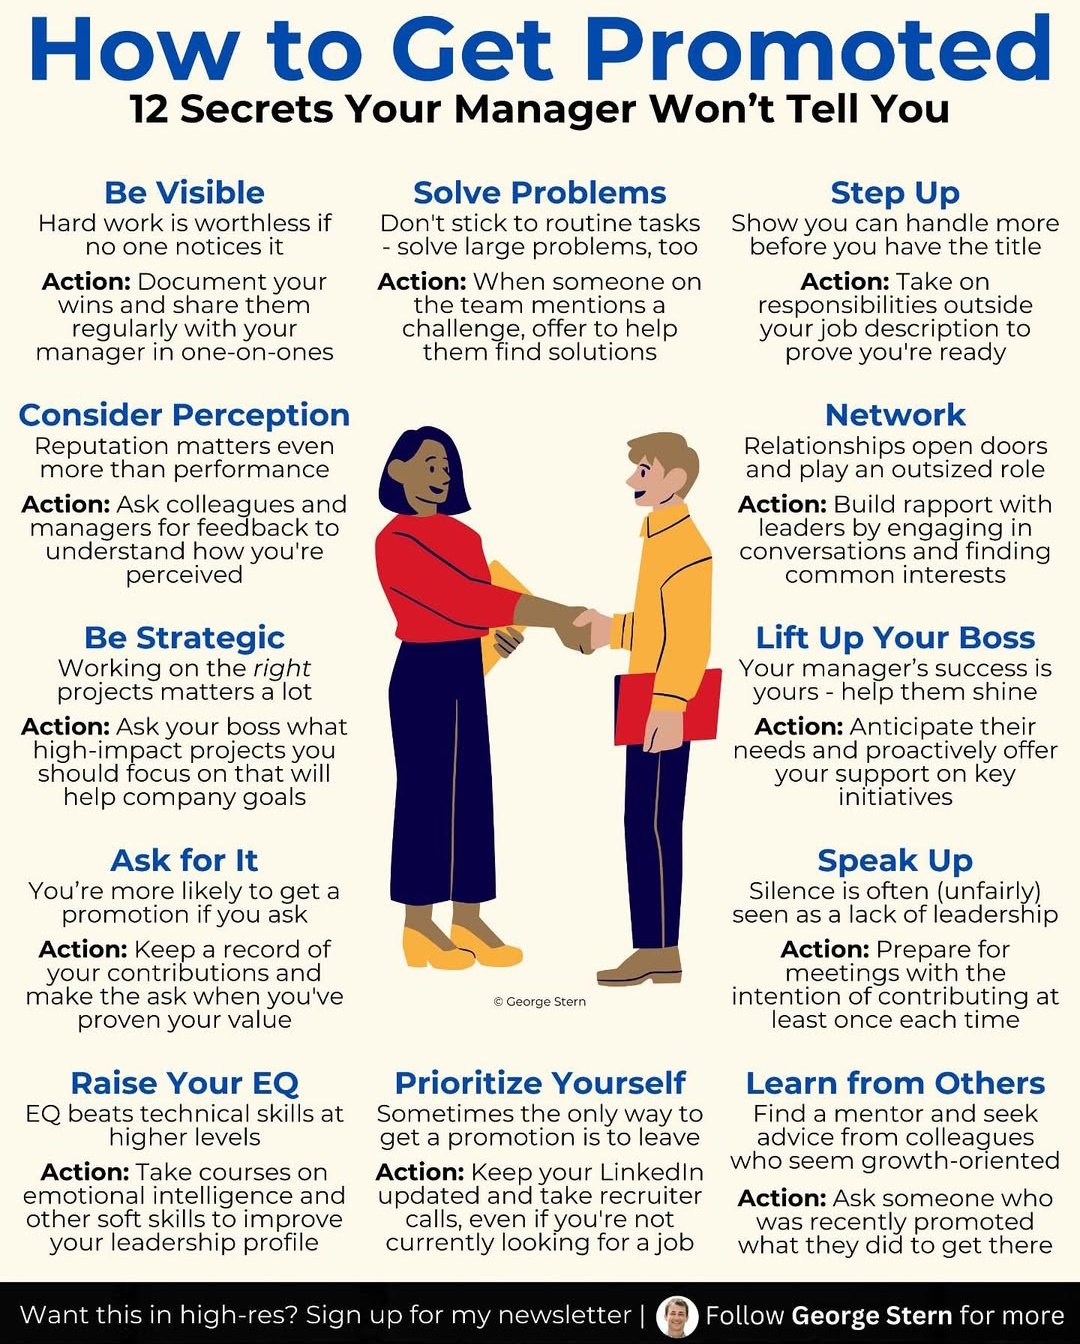 How to Get Promoted
12 Secrets Your Manager Won't Tell You
Be Visible
Hard work is worthless if
no one notices it
Action: Document your
wins and share them
regularly with your
manager in one-on-ones
Solve Problems
Don't stick to routine tasks
- solve large problems, too
Action: When someone on
the team mentions a
challenge, offer to help
them find solutions
Step Up
Show you can handle more
before you have the title
Action: Take on
responsibilities outside
your job description to
prove you're ready
Consider Perception
Reputation matters even
more than performance
Action: Ask colleagues and
managers for feedback to
understand how you're
perceived
Network
Relationships open doors
and play an outsized role
Action: Build rapport with
leaders by engaging in
conversations and finding
common interests
Be Strategic
Working on the right
projects matters a lot
Action: Ask your boss what
high-impact projects you
should focus on that will
help company goals
Lift Up Your Boss
Your manager's success is
yours - help them shine
Action: Anticipate their
needs and proactively offer
your support on key
initiatives
Ask for It
You're more likely to get a
promotion if you ask
Action: Keep a record of
your contributions and
make the ask when you've
proven your value
Speak Up
Silence is often (unfairly)
seen as a lack of leadership
Action: Prepare for
meetings with the
intention of contributing at
least once each time
© George Stern
Raise Your EQ
EQ beats technical skills at
higher levels
Action: Take courses on
emotional intelligence and
other soft skills to improve
your leadership profile
Prioritize Yourself
Sometimes the only way to
get a promotion is to leave
Action: Keep your LinkedIn
updated and take recruiter
calls, even if you're not
currently looking for a job
Learn from Others
Find a mentor and seek
advice from colleagues
who seem growth-oriented
Action: Ask someone who
was recently promoted
what they did to get there
Want this in high-res? Sign up for my newsletter | Follow George Stern for more